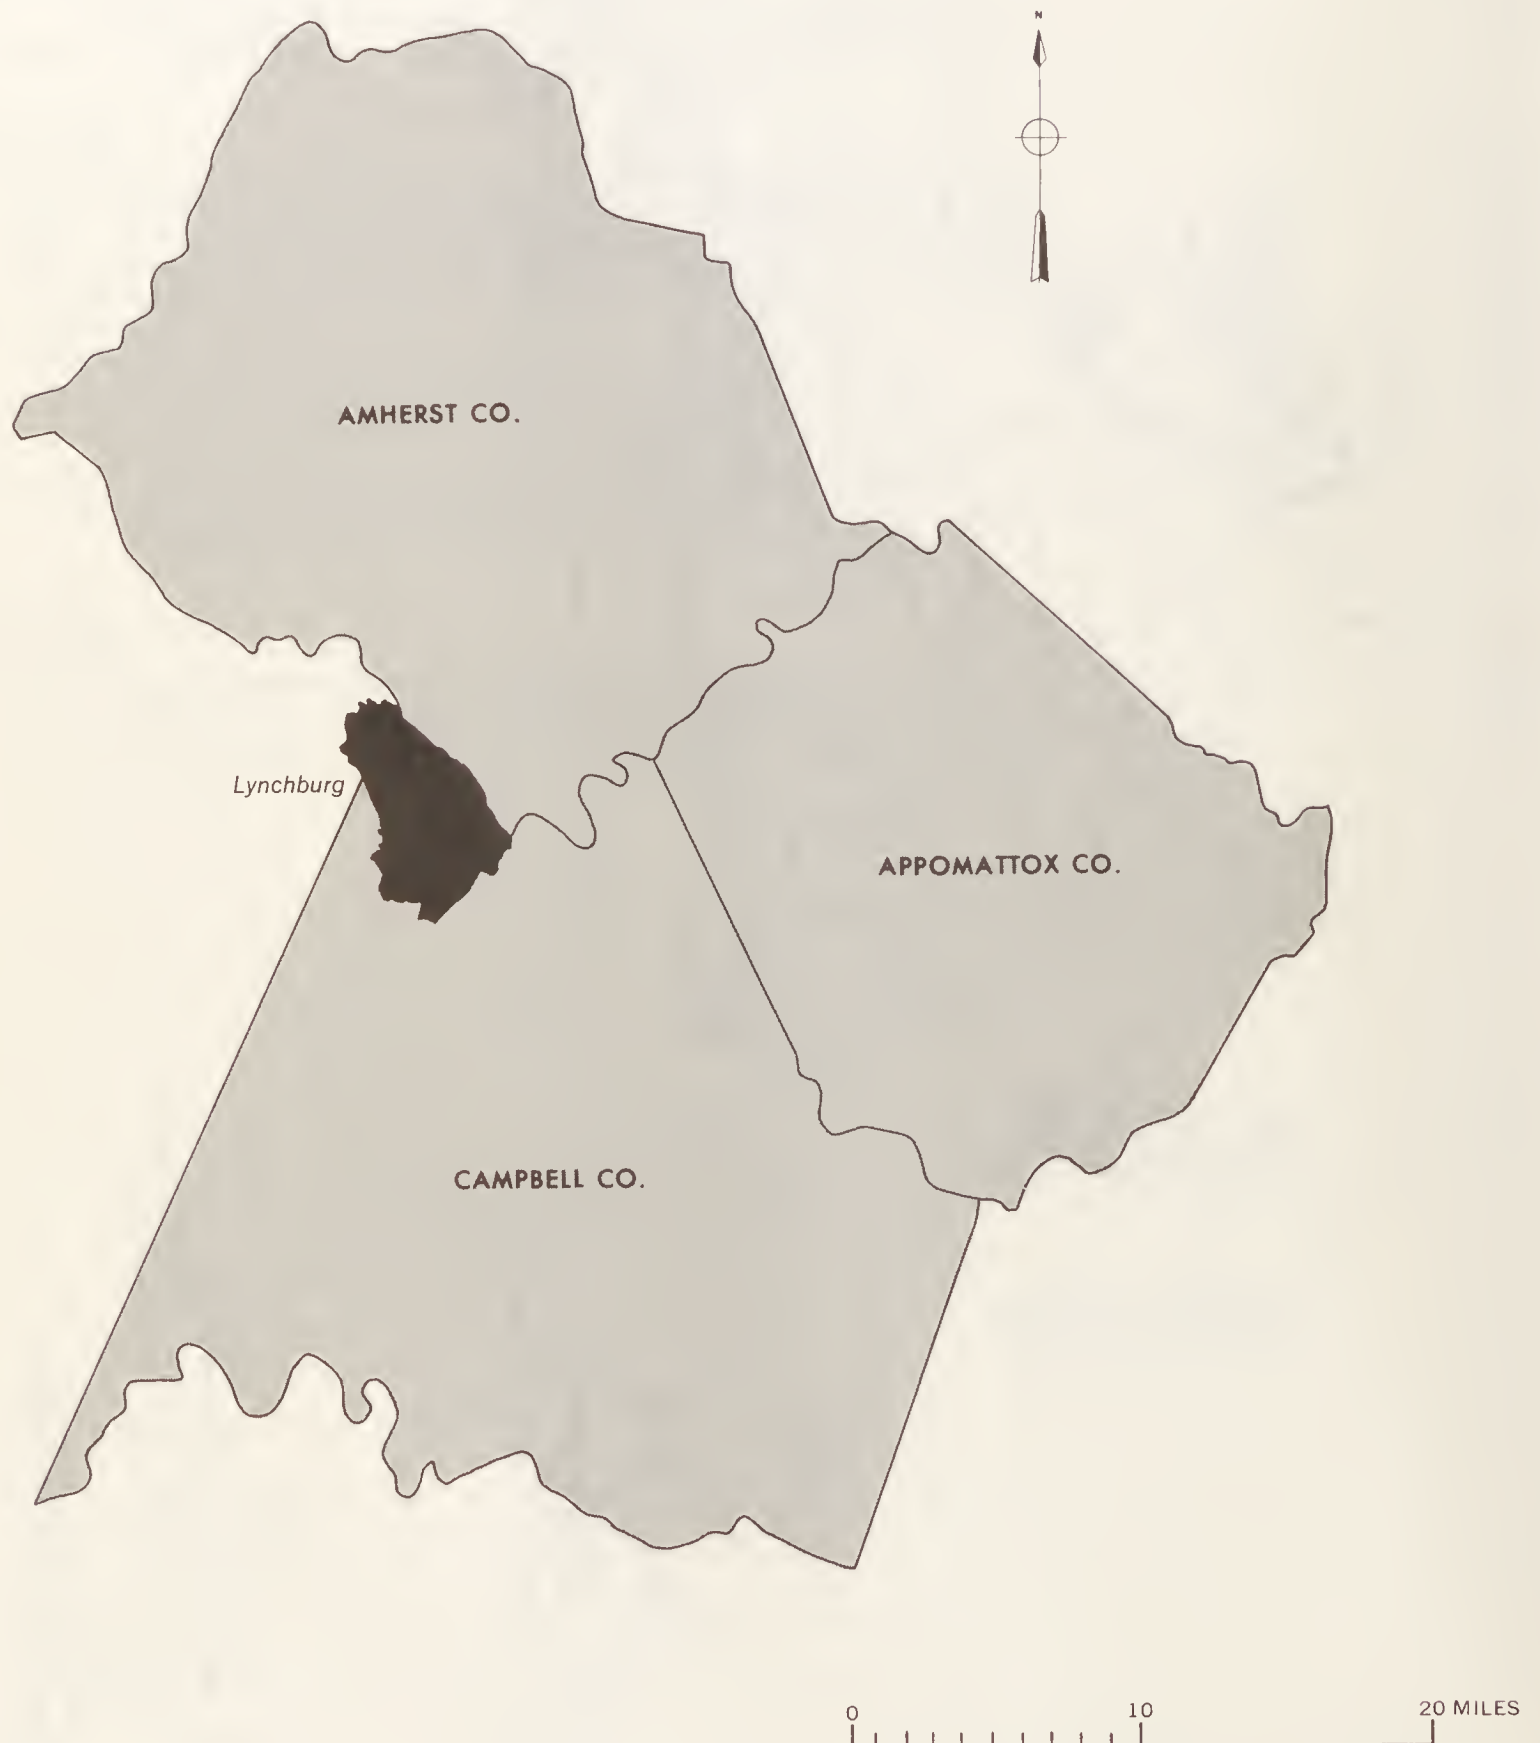 N
AMHERST CO.
Lynchburg
APPOMATTOX CO.
CAMPBELL CO.
0 10 20 MILES